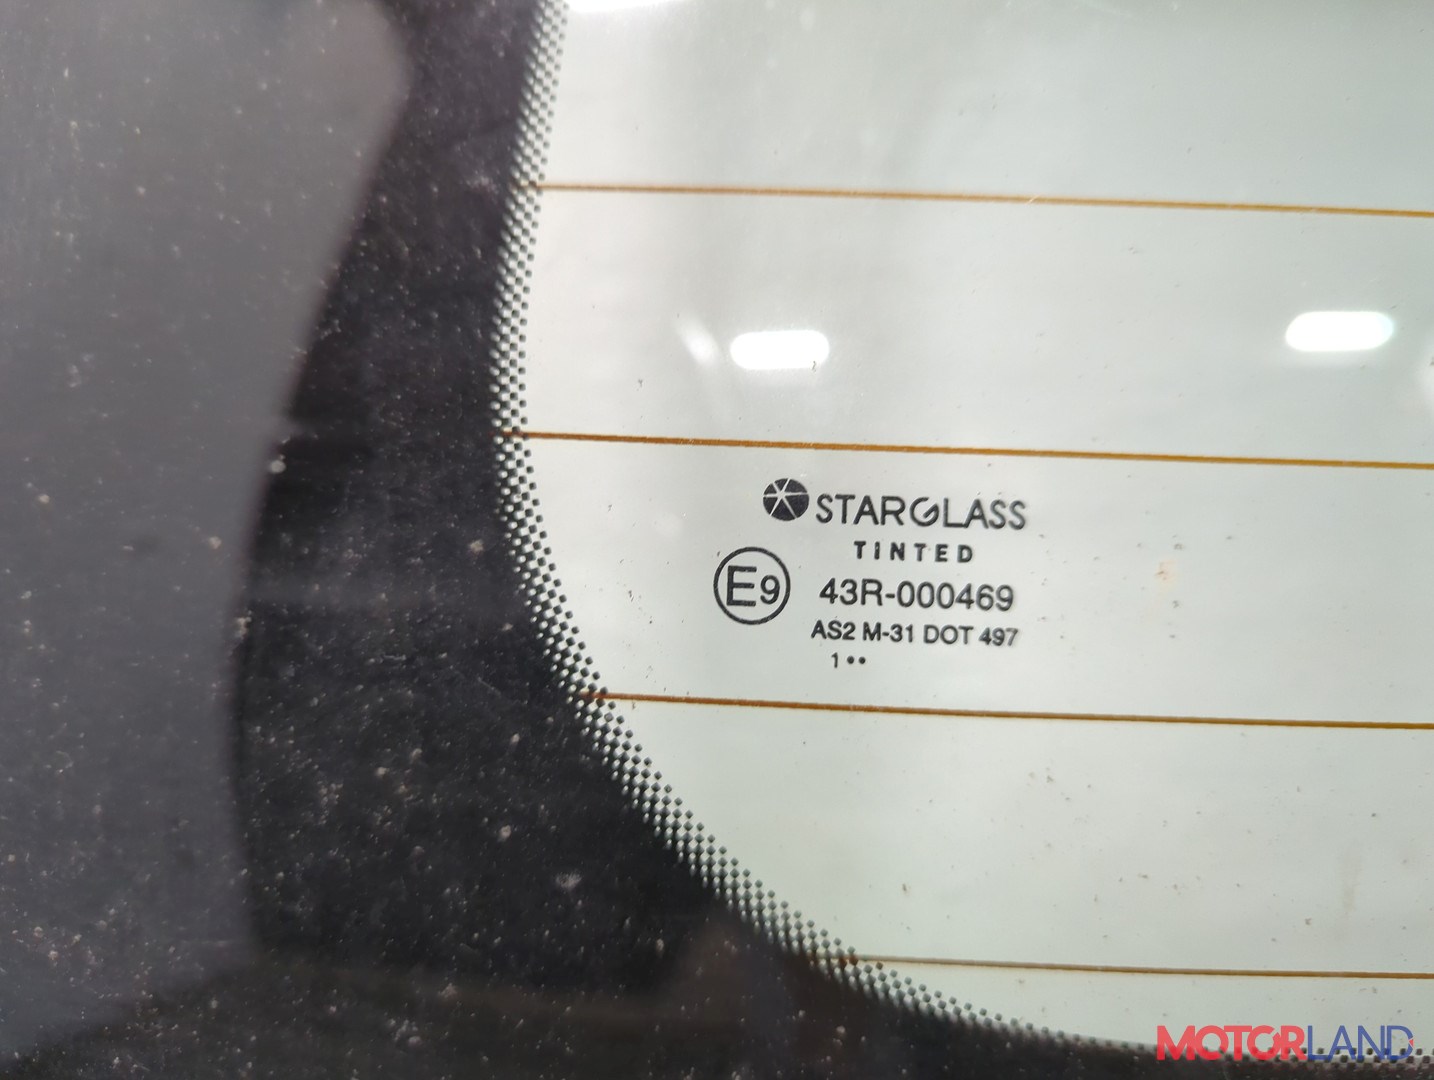 STARGLASS
TINTED
E9 43R-000469
AS2 M-31 DOT 497
1••
MOTORLAND